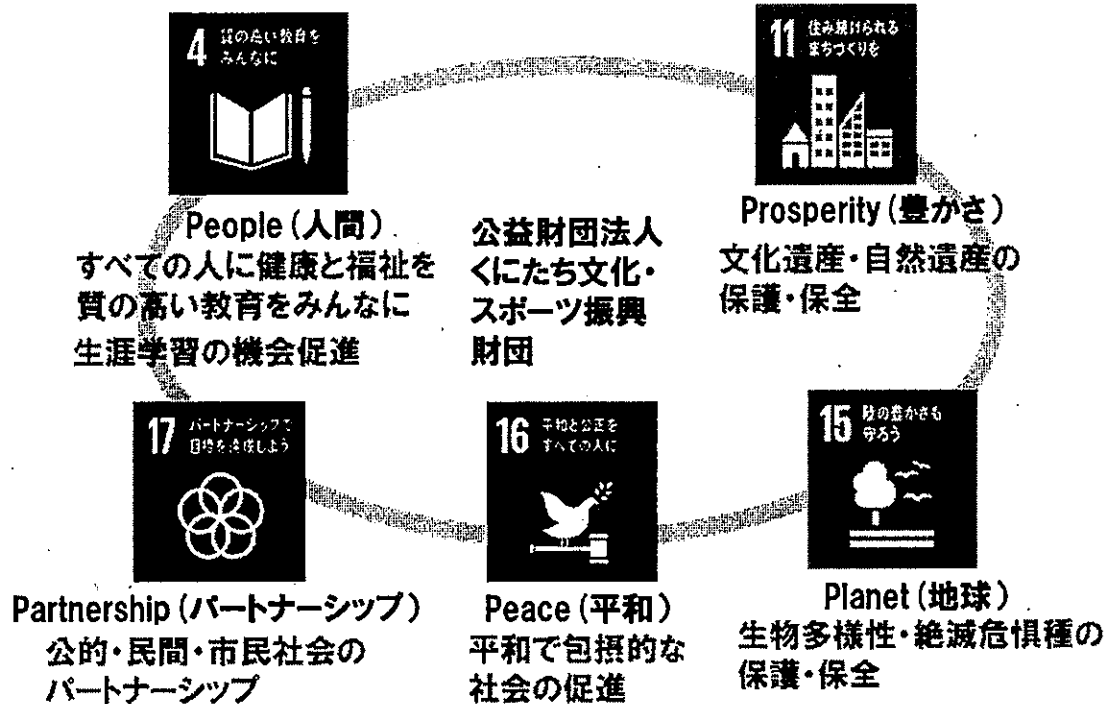 4 質の高い教育を
みんなに
11 住み続けられる
まちづくりを
People(人間)
すべての人に健康と福祉を
質の高い教育をみんなに
生涯学習の機会促進
公益財団法人
くにたち文化・
スポーツ振興
財団
Prosperity(豊かさ)
文化遺産・自然遺産の
保護・保全
17 パートナーシップで
目標を達成しよう
16 平和と公正を
すべての人に
15 陸の豊かさも
守ろう
Partnership(パートナーシップ)
公的・民間・市民社会の
パートナーシップ
Peace(平和)
平和で包摂的な
社会の促進
Planet(地球)
生物多様性・絶滅危惧種の
保護・保全